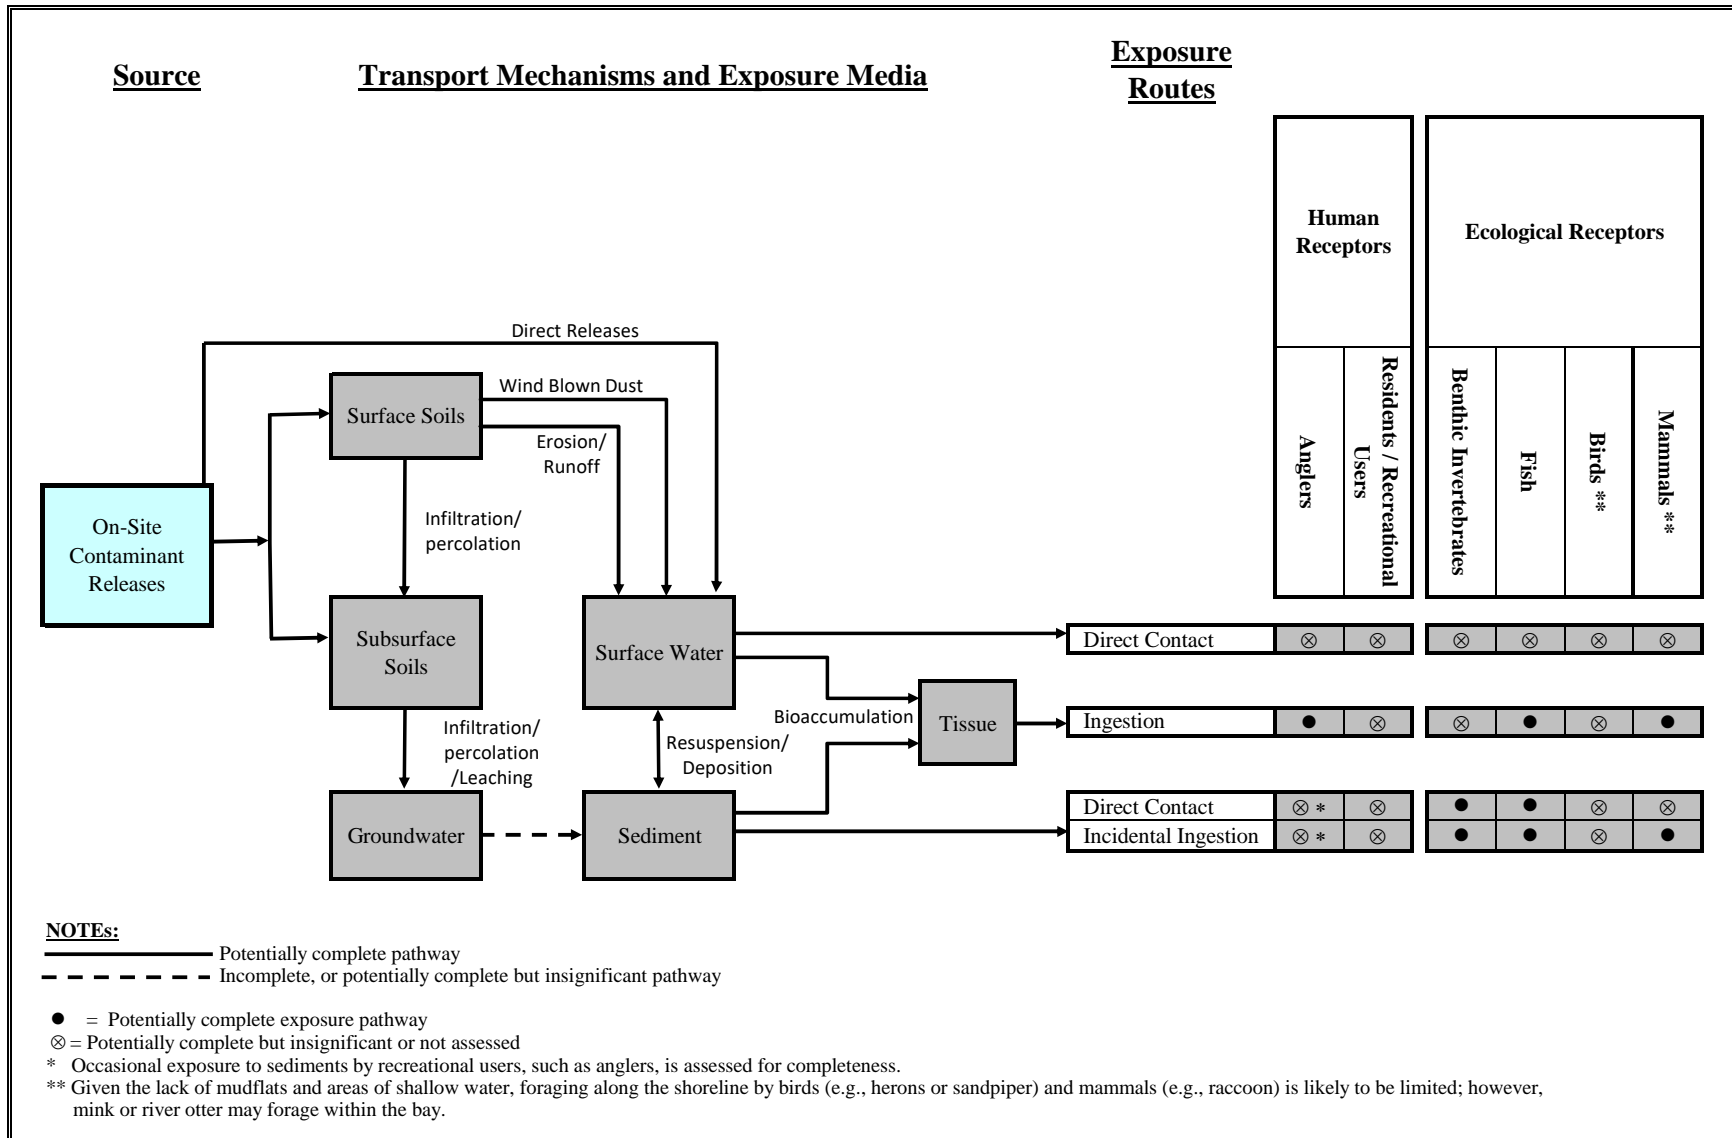 Source
Transport Mechanisms and Exposure Media
Exposure
Routes
Human
Receptors
Ecological Receptors
Anglers
Residents / Recreational
Users
Benthic Invertebrates
Fish
Birds **
Mammals **
Direct Releases
Wind Blown Dust
Surface Soils
Erosion/
Runoff
On-Site
Contaminant
Releases
Infiltration/
percolation
Subsurface
Soils
Surface Water
Direct Contact
⊗ ⊗ ⊗ ⊗ ⊗ ⊗
Bioaccumulation
Tissue
Ingestion
● ⊗ ⊗ ● ⊗ ●
Infiltration/
percolation
/Leaching
Resuspension/
Deposition
Groundwater
Sediment
Direct Contact
⊗ * ⊗ ● ● ⊗ ⊗
Incidental Ingestion
⊗ * ⊗ ● ● ⊗ ●
NOTEs:
Potentially complete pathway
Incomplete, or potentially complete but insignificant pathway
● = Potentially complete exposure pathway
⊗ = Potentially complete but insignificant or not assessed
* Occasional exposure to sediments by recreational users, such as anglers, is assessed for completeness.
** Given the lack of mudflats and areas of shallow water, foraging along the shoreline by birds (e.g., herons or sandpiper) and mammals (e.g., raccoon) is likely to be limited; however,
mink or river otter may forage within the bay.